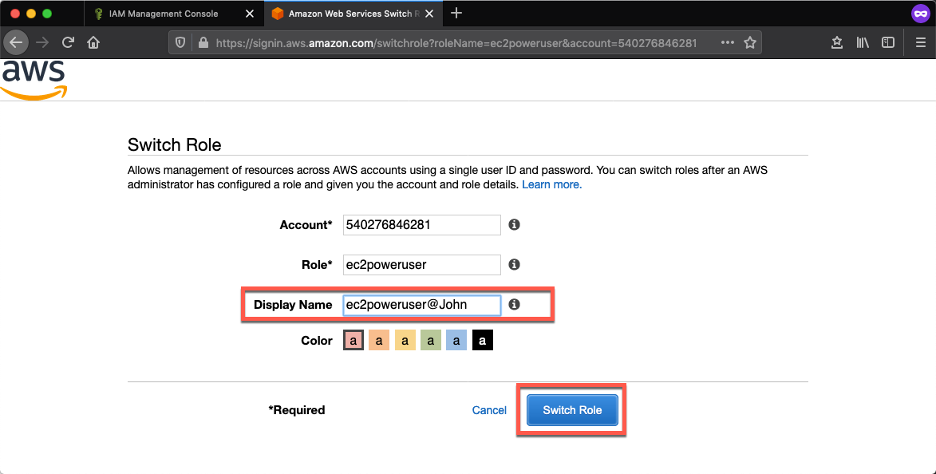 IAM Management Console
Amazon Web Services Switch R
https://signin.aws.amazon.com/switchrole?roleName=ec2poweruser&account=540276846281
aws
Switch Role
Allows management of resources across AWS accounts using a single user ID and password. You can switch roles after an AWS
administrator has configured a role and given you the account and role details. Learn more.
Account* 540276846281
Role* ec2poweruser
Display Name ec2poweruser@John
Color a a a a a a
*Required Cancel Switch Role